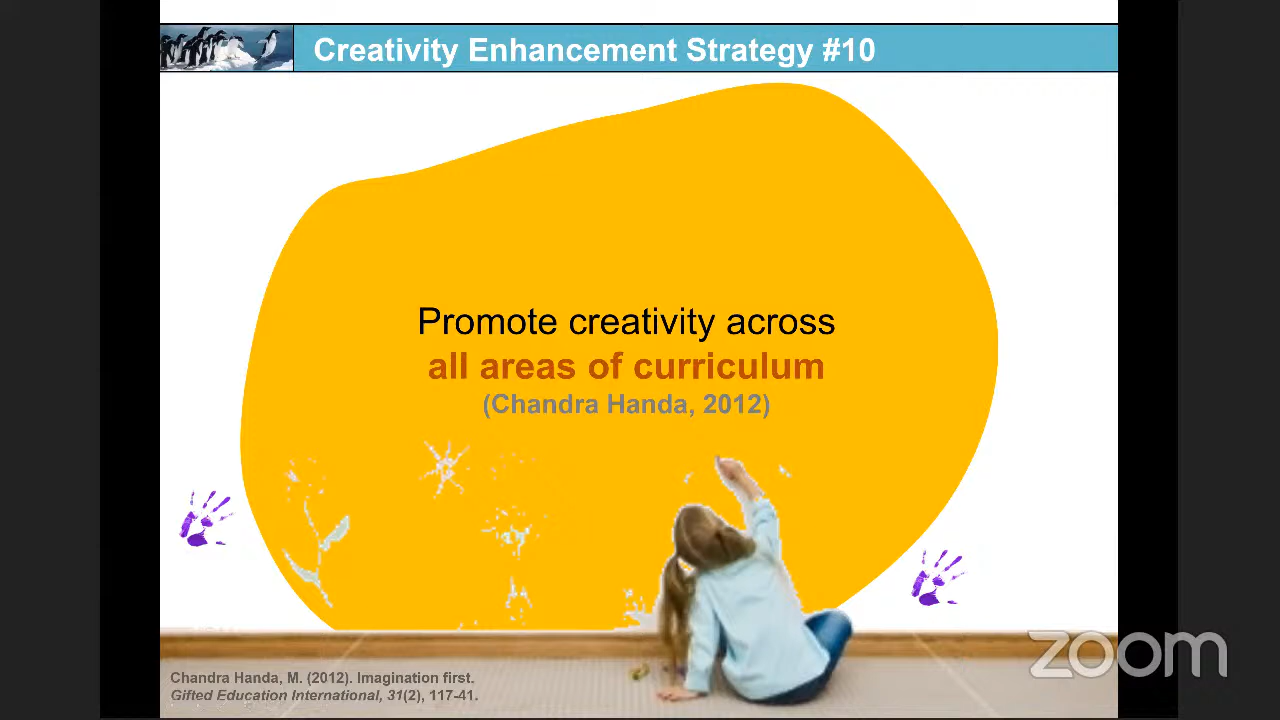 Creativity Enhancement Strategy #10
Promote creativity across
all areas of curriculum
(Chandra Handa, 2012)
Chandra Handa, M. (2012). Imagination first.
Gifted Education International, 31(2), 117-41.
zoom